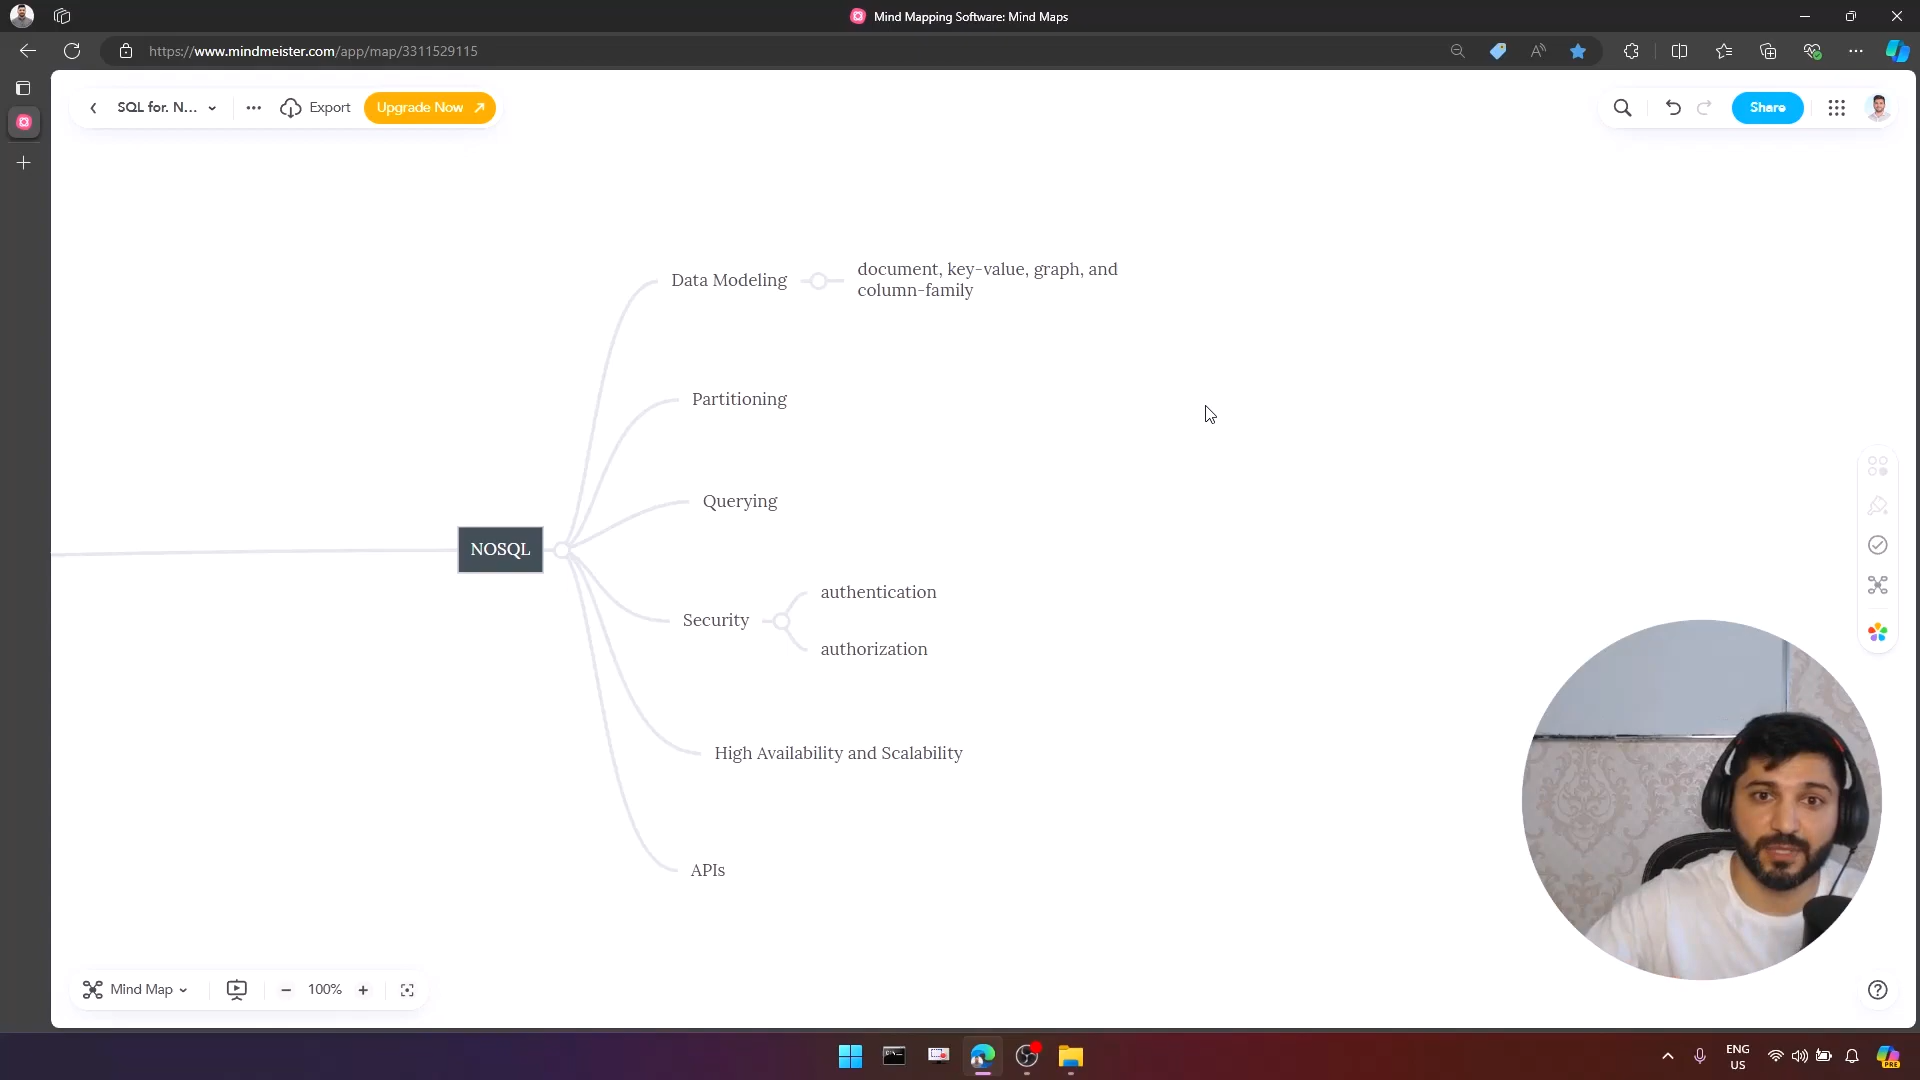 Mind Mapping Software: Mind Maps
https://www.mindmeister.com/app/map/3311529115
SQL for. N...
Export
Upgrade Now
Share
Data Modeling
document, key-value, graph, and
column-family
Partitioning
Querying
NOSQL
Security
authentication
authorization
High Availability and Scalability
APIs
Mind Map
100%
ENG
US
PRE